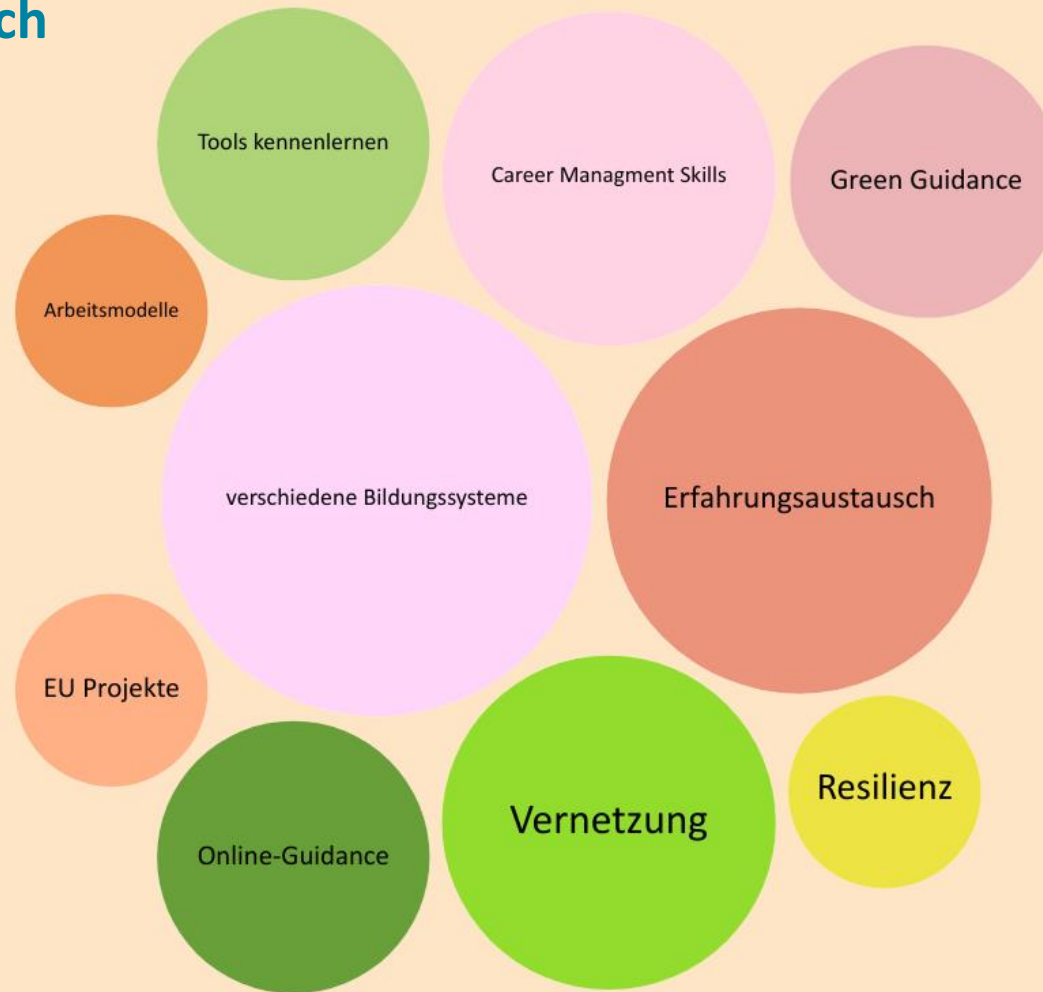 ch
Tools kennenlernen
Career Managment Skills
Green Guidance
Arbeitsmodelle
verschiedene Bildungssysteme
Erfahrungsaustausch
EU Projekte
Resilienz
Vernetzung
Online-Guidance